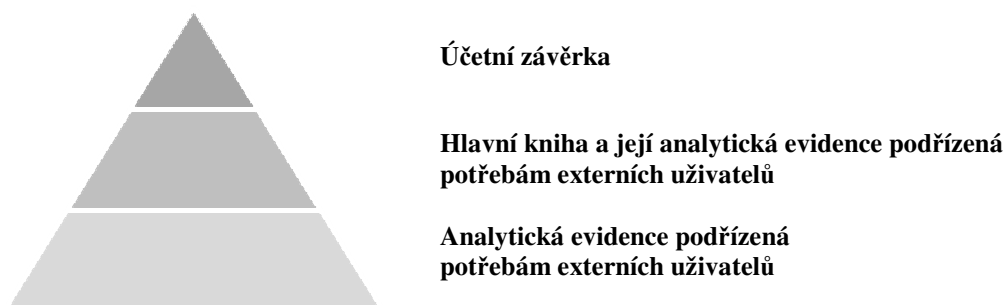 Účetní závěrka
Hlavní kniha a její analytická evidence podřízená
potřebám externích uživatelů
Analytická evidence podřízená
potřebám externích uživatelů